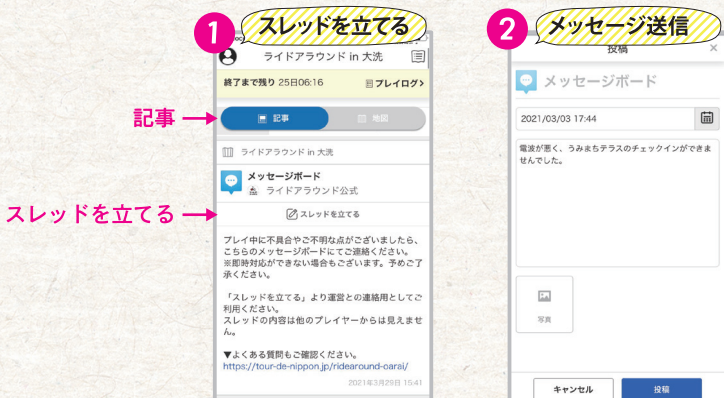 1 スレッドを立てる
ライドアラウンド in 大洗
終了まで残り 25日06:16 プレイログ>
記事
記事 地図
ライドアラウンド in 大洗
メッセージボード
ライドアラウンド公式
スレッドを立てる
スレッドを立てる
プレイ中に不具合やご不明な点がございましたら、
こちらのメッセージボードにてご連絡ください。
※即時対応ができない場合もございます。予めご了
承ください。
「スレッドを立てる」より運営との連絡用としてご
利用ください。
スレッドの内容は他のプレイヤーからは見えませ
ん。
▼よくある質問もご確認ください。
https://tour-de-nippon.jp/ridearound-oarai/
2021年3月29日 15:41
2 メッセージ送信
投稿 ×
メッセージボード
2021/03/03 17:44
電波が悪く、うみまちテラスのチェックインができま
せんでした。
写真
キャンセル 投稿